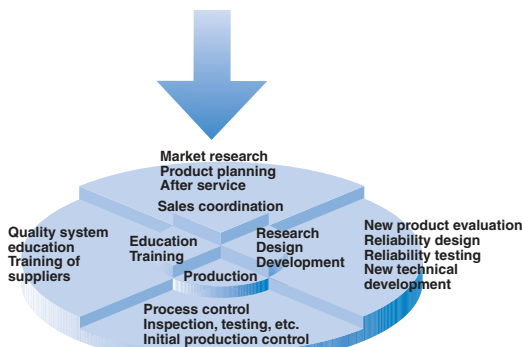 Market research
Product planning
After service
Sales coordination
Quality system
education
Training of
suppliers
Education
Training
Research
Design
Development
New product evaluation
Reliability design
Reliability testing
New technical
development
Production
Process control
Inspection, testing, etc.
Initial production control